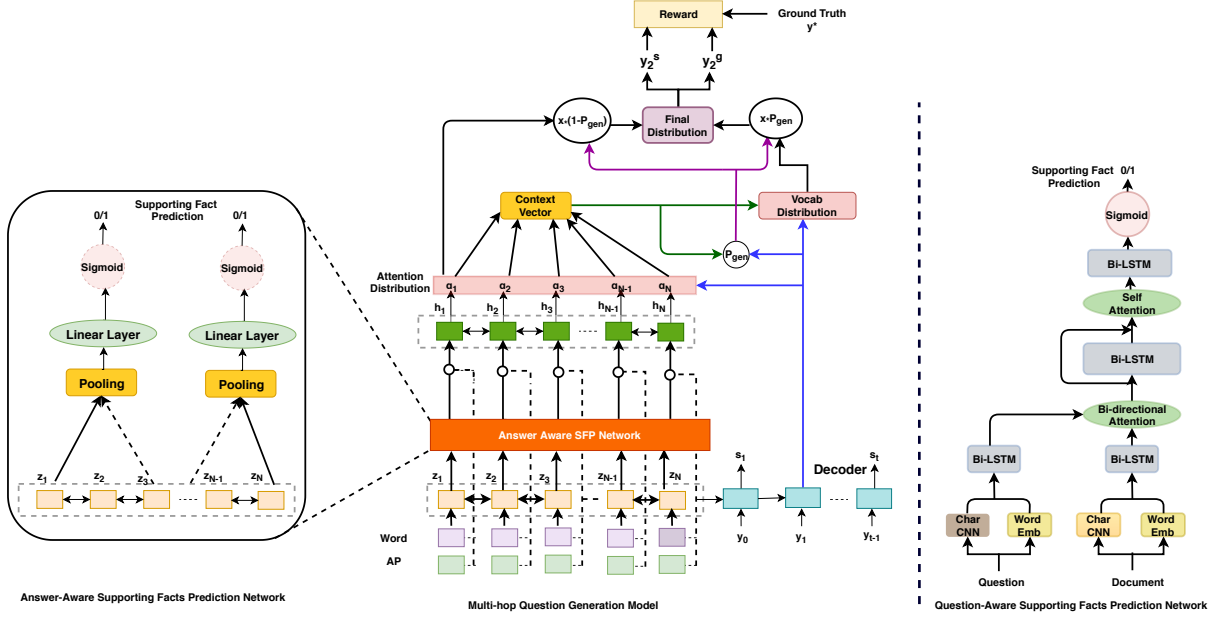 Supporting Fact
Prediction
0/1
0/1
Sigmoid
Sigmoid
Linear Layer
Linear Layer
Pooling
Pooling
z1 z2 z3 zN-1 zN
Answer-Aware Supporting Facts Prediction Network
Reward
Ground Truth
y*
y2s y2g
x*(1-Pgen)
Final
Distribution
x*Pgen
Context
Vector
Vocab
Distribution
Pgen
Attention
Distribution
α1 α2 α3 αN-1 αN
h1 h2 h3 hN-1 hN
Answer Aware SFP Network
z1 z2 z3 zN-1 zN
Word
AP
s1 Decoder st
y0 y1 yt-1
Multi-hop Question Generation Model
Supporting Fact
Prediction
0/1
Sigmoid
Bi-LSTM
Self
Attention
Bi-LSTM
Bi-directional
Attention
Bi-LSTM
Bi-LSTM
Char
CNN
Word
Emb
Char
CNN
Word
Emb
Question
Document
Question-Aware Supporting Facts Prediction Network